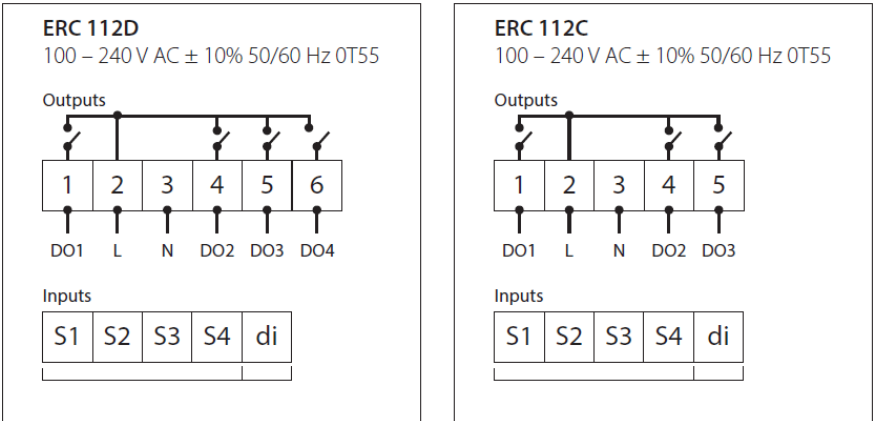 ERC 112D
100 – 240 V AC ± 10% 50/60 Hz 0T55
Outputs
1 2 3 4 5 6
DO1 L N DO2 DO3 DO4
Inputs
S1 S2 S3 S4 di
ERC 112C
100 – 240 V AC ± 10% 50/60 Hz 0T55
Outputs
1 2 3 4 5
DO1 L N DO2 DO3
Inputs
S1 S2 S3 S4 di